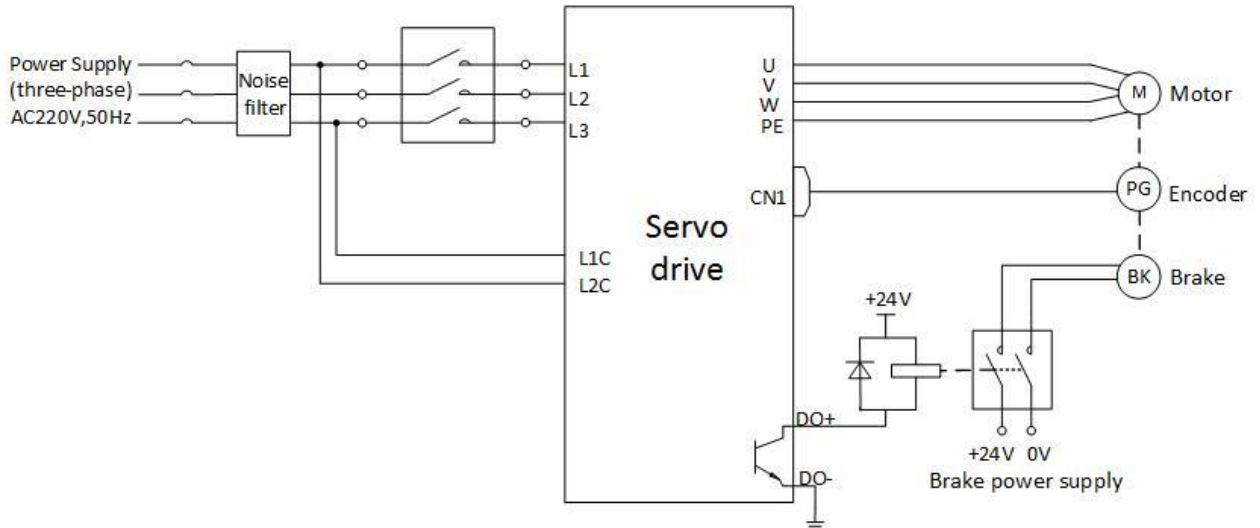 Power Supply
(three-phase)
AC220V,50Hz
Noise
filter
L1
L2
L3
L1C
L2C
Servo
drive
U
V
W
PE
CN1
M
Motor
PG
Encoder
BK
Brake
+24V
DO+
DO-
+24V 0V
Brake power supply